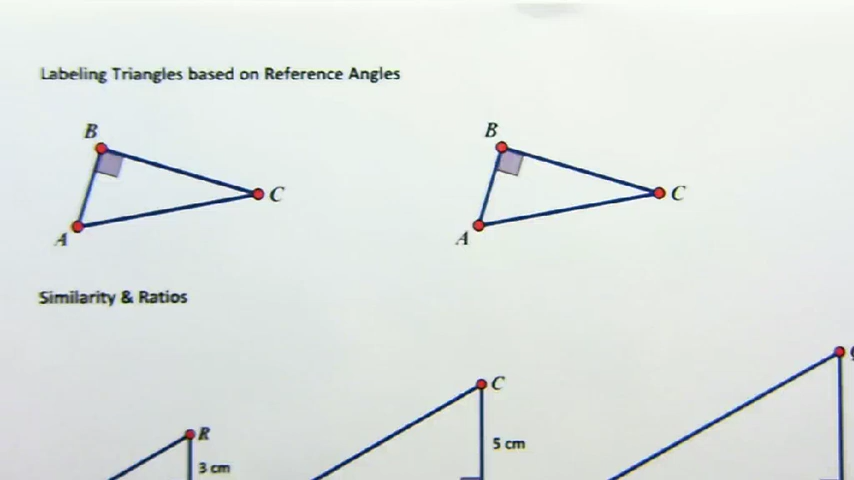 Labeling Triangles based on Reference Angles
B B
C C
A A
Similarity & Ratios
C
R
5 cm
3 cm